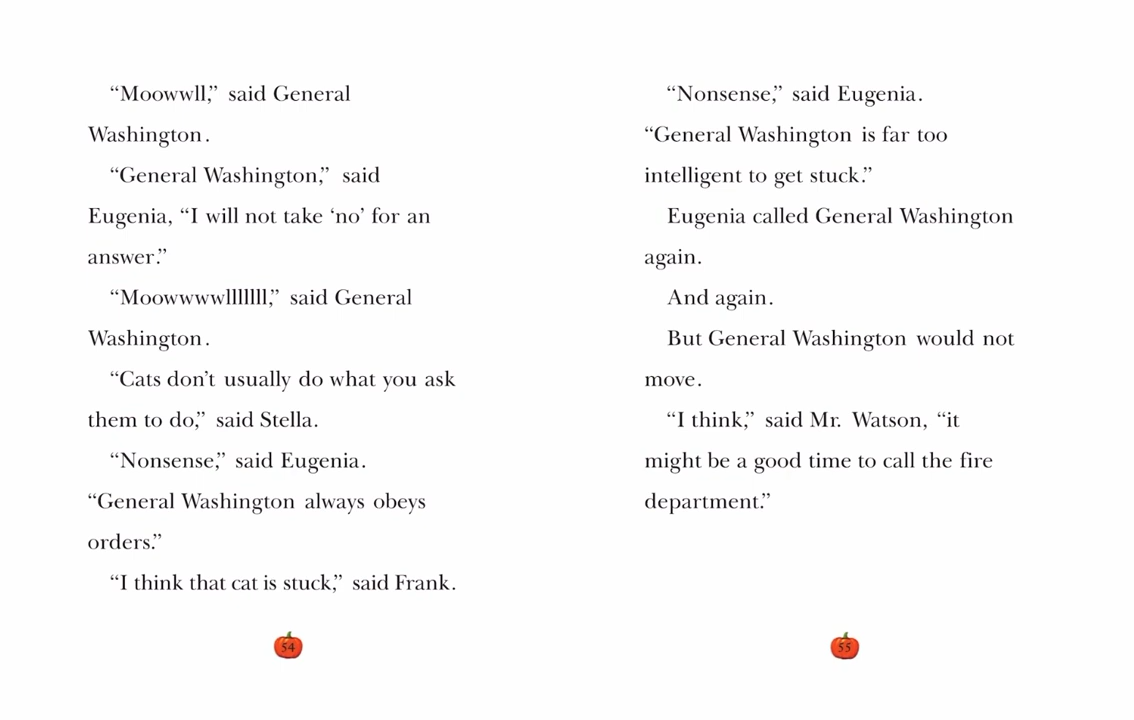 “Moowwll,” said General
Washington.
“General Washington,” said
Eugenia, “I will not take ‘no’ for an
answer.”
“Moowwwwlllllll,” said General
Washington.
“Cats don’t usually do what you ask
them to do,” said Stella.
“Nonsense,” said Eugenia.
“General Washington always obeys
orders.”
“I think that cat is stuck,” said Frank.
54
“Nonsense,” said Eugenia.
“General Washington is far too
intelligent to get stuck.”
Eugenia called General Washington
again.
And again.
But General Washington would not
move.
“I think,” said Mr. Watson, “it
might be a good time to call the fire
department.”
55